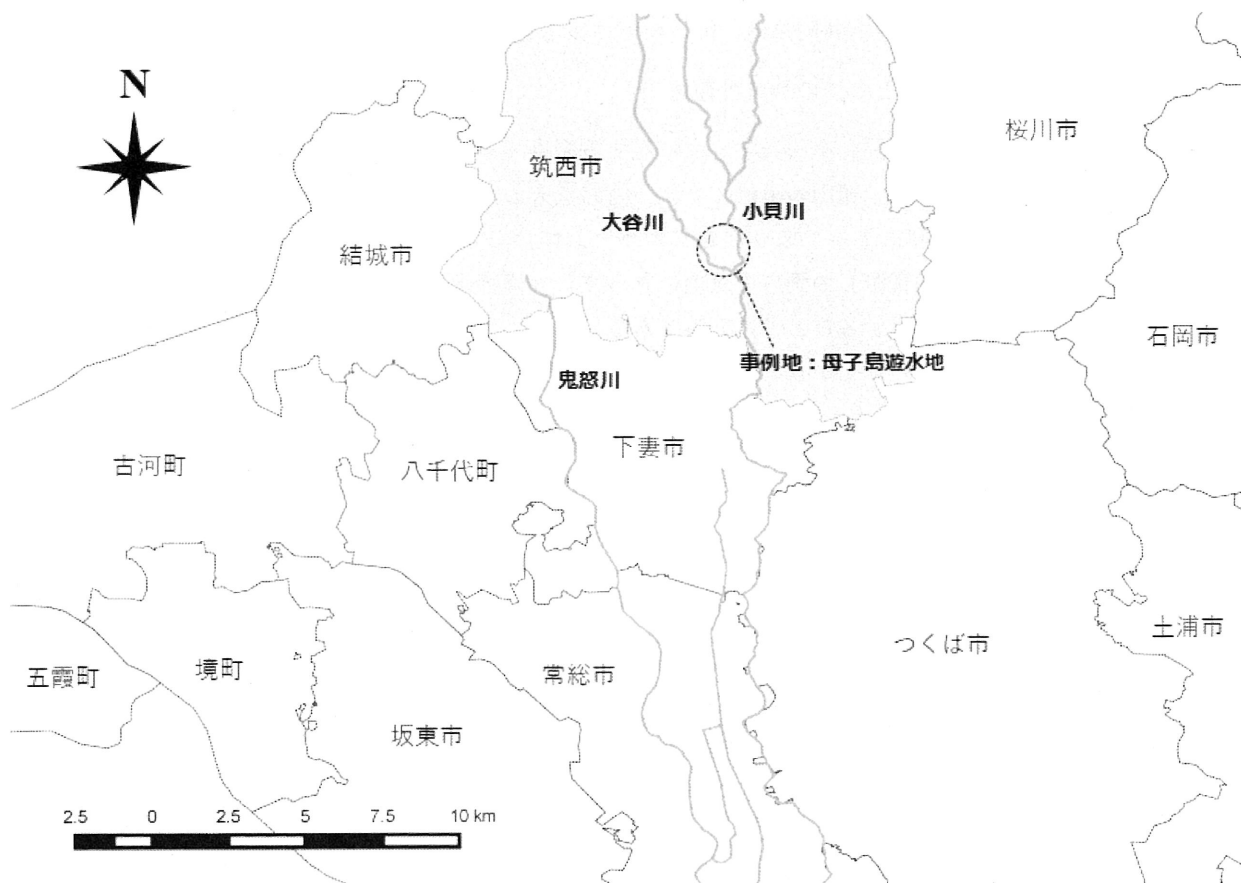 N
桜川市
筑西市
大谷川
小貝川
結城市
石岡市
事例地：母子島遊水地
鬼怒川
下妻市
古河町
八千代町
つくば市
土浦市
五霞町
境町
常総市
坂東市
2.5 0 2.5 5 7.5 10 km